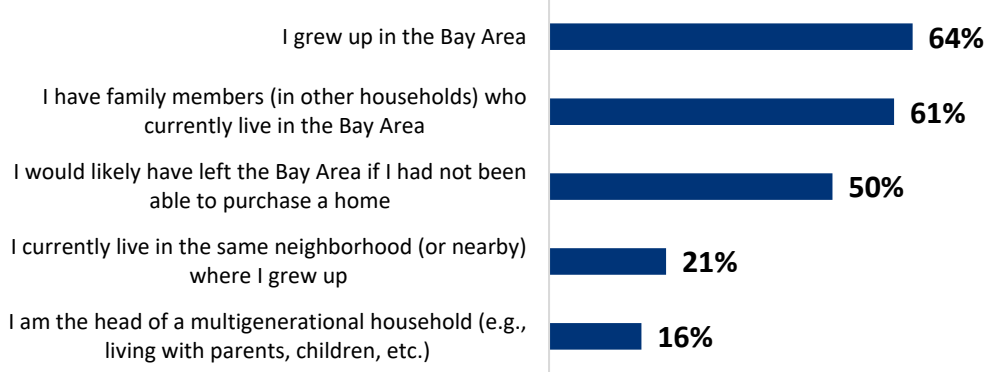 I grew up in the Bay Area
64%
I have family members (in other households) who
currently live in the Bay Area
61%
I would likely have left the Bay Area if I had not been
able to purchase a home
50%
I currently live in the same neighborhood (or nearby)
where I grew up
21%
I am the head of a multigenerational household (e.g.,
living with parents, children, etc.)
16%